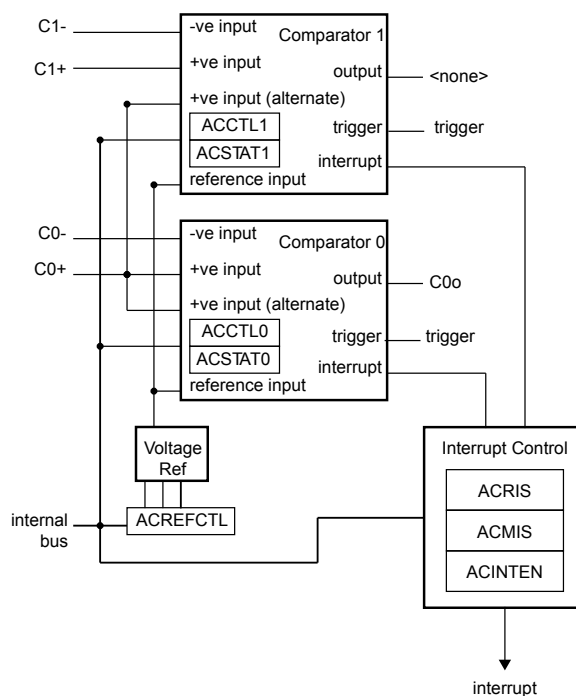 C1-
-ve input
Comparator 1
C1+
+ve input
output
<none>
+ve input (alternate)
ACCTL1
trigger
trigger
ACSTAT1
interrupt
reference input
C0-
-ve input
Comparator 0
C0+
+ve input
output
C0o
+ve input (alternate)
ACCTL0
trigger
trigger
ACSTAT0
interrupt
reference input
Voltage
Ref
Interrupt Control
ACRIS
internal
bus
ACREFCTL
ACMIS
ACINTEN
interrupt